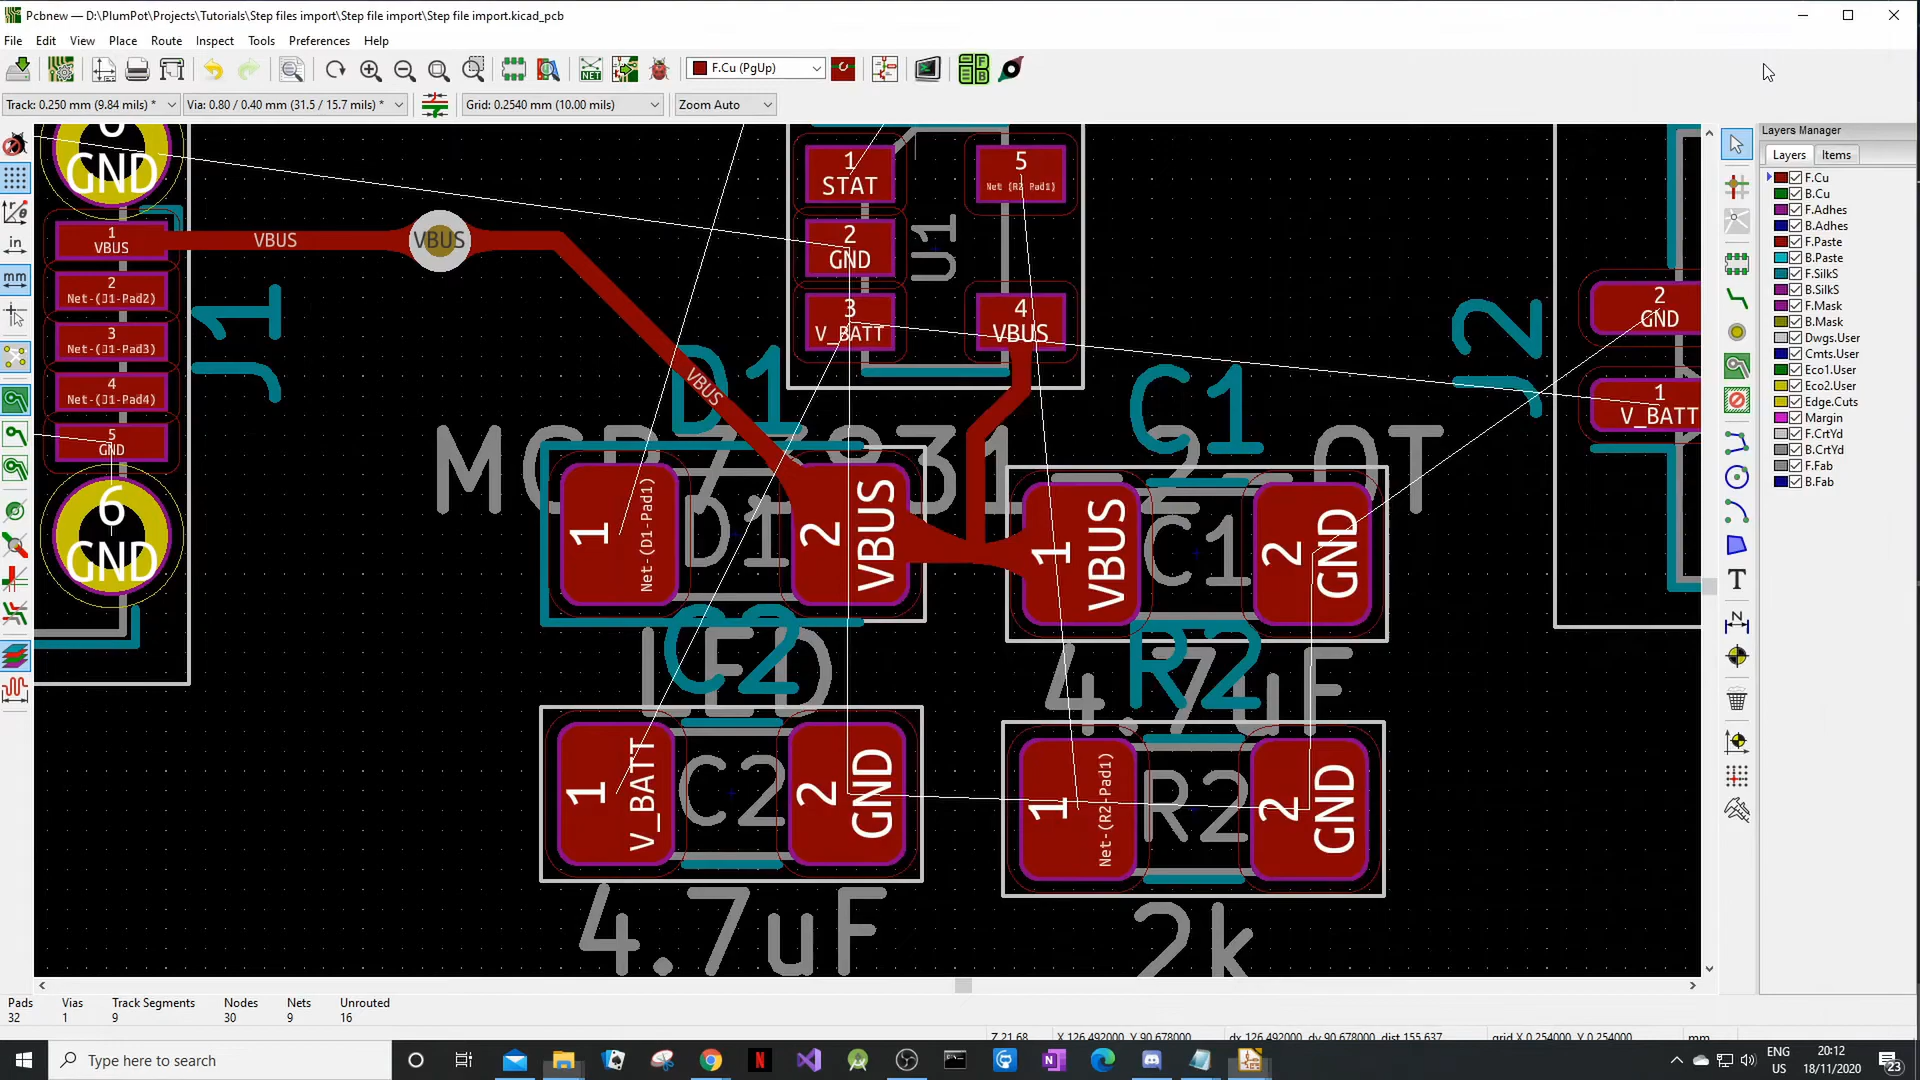 Pcbnew — D:\PlumPot\Projects\Tutorials\Step files import\Step file import\Step file import.kicad_pcb
File Edit View Place Route Inspect Tools Preferences Help
F.Cu (PgUp)
Track: 0.250 mm (9.84 mils) *
Via: 0.80 / 0.40 mm (31.5 / 15.7 mils) *
Grid: 0.2540 mm (10.00 mils)
Zoom Auto
Layers Manager
Layers Items
F.Cu
B.Cu
F.Adhes
B.Adhes
F.Paste
B.Paste
F.SilkS
B.SilkS
F.Mask
B.Mask
Dwgs.User
Cmts.User
Eco1.User
Eco2.User
Edge.Cuts
Margin
F.CrtYd
B.CrtYd
F.Fab
B.Fab
in
mm
GND
1
VBUS
2
Net-(J1-Pad2)
3
Net-(J1-Pad3)
4
Net-(J1-Pad4)
5
GND
6
GND
J1
VBUS
VBUS
VBUS
1
STAT
2
GND
3
V_BATT
5
Net (R2 Pad1)
4
VBUS
U1
2
GND
1
V_BATT
J2
D1
C1
1
Net-(D1-Pad1)
D1
2
VBUS
1
VBUS
C1
2
GND
LED
C2
4.7uF
R2
1
V_BATT
C2
2
GND
1
Net-(R2-Pad1)
R2
2
GND
4.7uF
2k
Pads Vias Track Segments Nodes Nets Unrouted
32 1 9 30 9 16
Z 21.68 X 126.492000 Y 90.678000 dx 126.492000 dy 90.678000 dist 155.637 grid X 0.254000 Y 0.254000 mm
Type here to search
ENG
US
20:12
18/11/2020
23